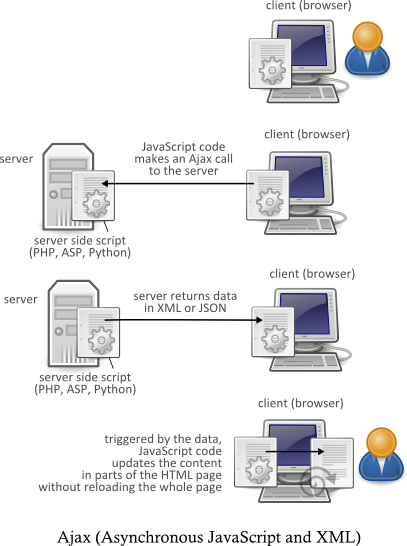 client (browser)
client (browser)
JavaScript code
makes an Ajax call
to the server
server
server side script
(PHP, ASP, Python)
client (browser)
server
server returns data
in XML or JSON
server side script
(PHP, ASP, Python)
client (browser)
triggered by the data,
JavaScript code
updates the content
in parts of the HTML page
without reloading the whole page
Ajax (Asynchronous JavaScript and XML)